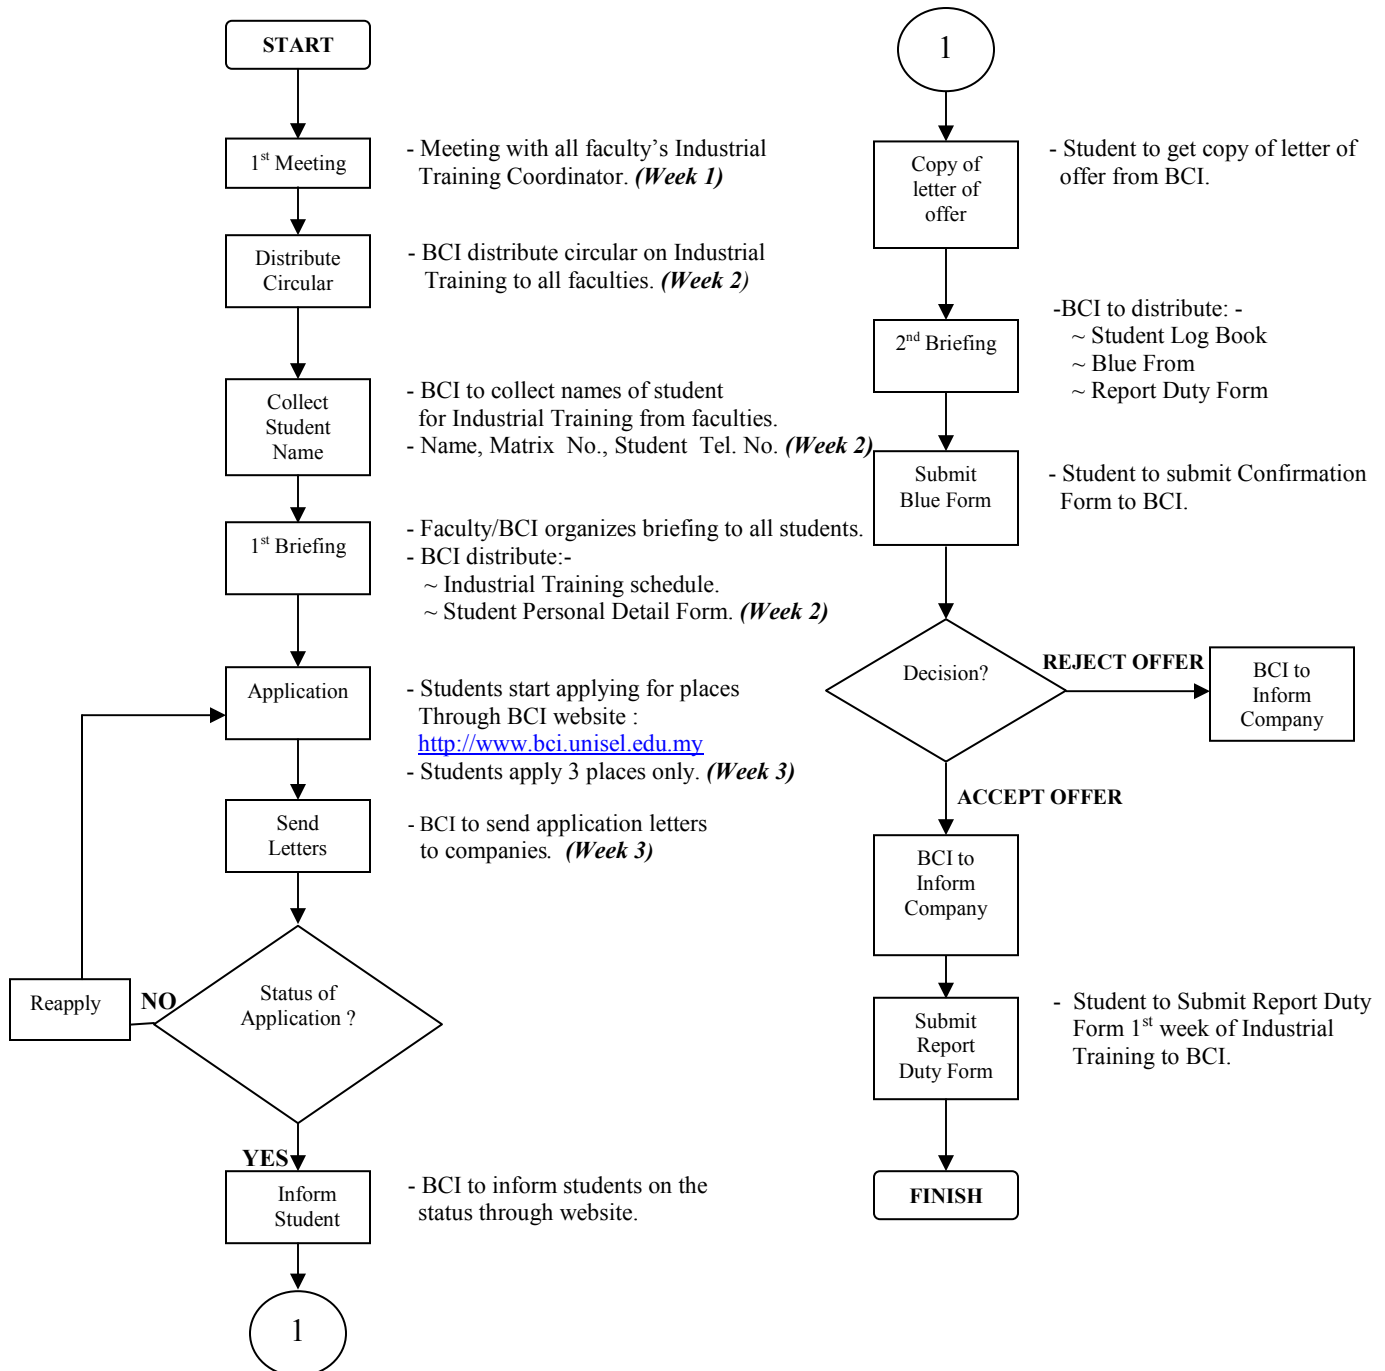 START
1st Meeting
- Meeting with all faculty’s Industrial
Training Coordinator. (Week 1)
Distribute
Circular
- BCI distribute circular on Industrial
Training to all faculties. (Week 2)
Collect
Student
Name
- BCI to collect names of student
for Industrial Training from faculties.
- Name, Matrix No., Student Tel. No. (Week 2)
1st Briefing
- Faculty/BCI organizes briefing to all students.
- BCI distribute:-
~ Industrial Training schedule.
~ Student Personal Detail Form. (Week 2)
Application
- Students start applying for places
Through BCI website :
http://www.bci.unisel.edu.my
- Students apply 3 places only. (Week 3)
Send
Letters
- BCI to send application letters
to companies. (Week 3)
Status of
Application ?
NO
Reapply
YES
Inform
Student
- BCI to inform students on the
status through website.
1
1
Copy of
letter of
offer
- Student to get copy of letter of
offer from BCI.
2nd Briefing
-BCI to distribute: -
~ Student Log Book
~ Blue From
~ Report Duty Form
Submit
Blue Form
- Student to submit Confirmation
Form to BCI.
Decision?
REJECT OFFER
BCI to
Inform
Company
ACCEPT OFFER
BCI to
Inform
Company
Submit
Report
Duty Form
- Student to Submit Report Duty
Form 1st week of Industrial
Training to BCI.
FINISH